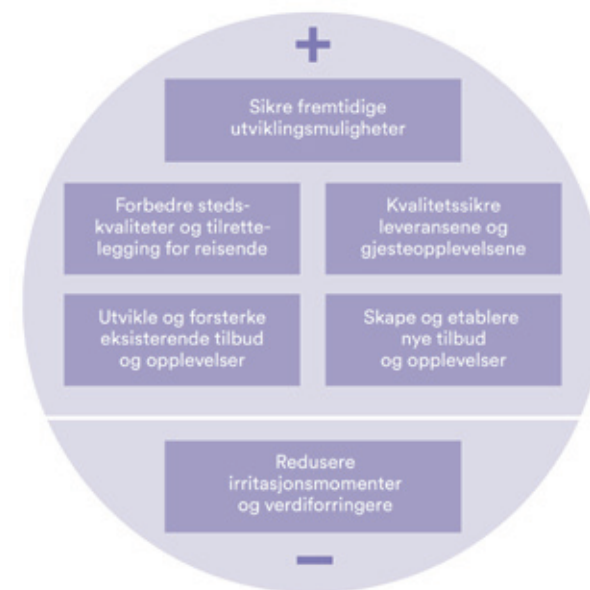 +
Sikre fremtidige
utviklingsmuligheter
Forbedre steds-
kvaliteter og tilrette-
legging for reisende
Kvalitetssikre
leveransene og
gjesteopplevelsene
Utvikle og forsterke
eksisterende tilbud
og opplevelser
Skape og etablere
nye tilbud
og opplevelser
Redusere
irritasjonsmomenter
og verdiforringere
−